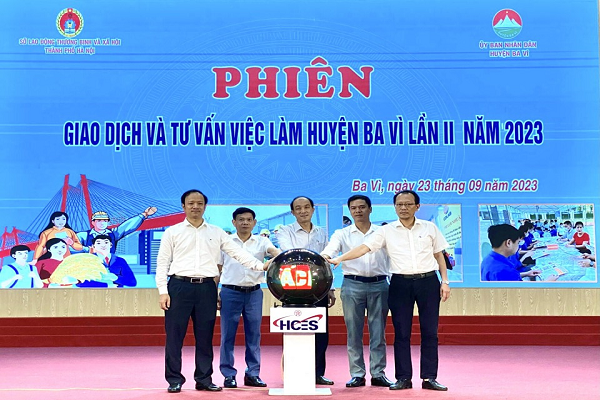 SỞ LAO ĐỘNG THƯƠNG BINH VÀ XÃ HỘI
THÀNH PHỐ HÀ NỘI
ỦY BAN NHÂN DÂN
HUYỆN BA VÌ
PHIÊN
GIAO DỊCH VÀ TƯ VẤN VIỆC LÀM HUYỆN BA VÌ LẦN II NĂM 2023
Ba Vì, ngày 23 tháng 09 năm 2023
ACI
HCES